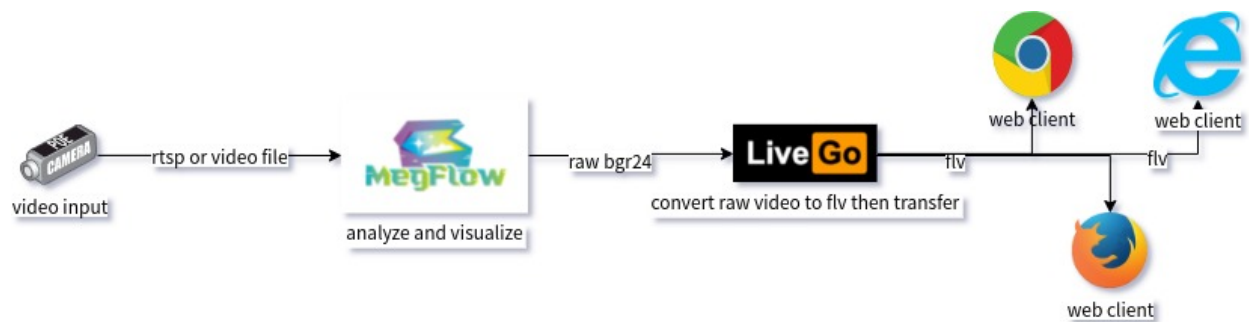 POE
CAMERA
video input
rtsp or video file
MegFlow
analyze and visualize
raw bgr24
Live Go
convert raw video to flv then transfer
flv
web client
flv
web client
web client